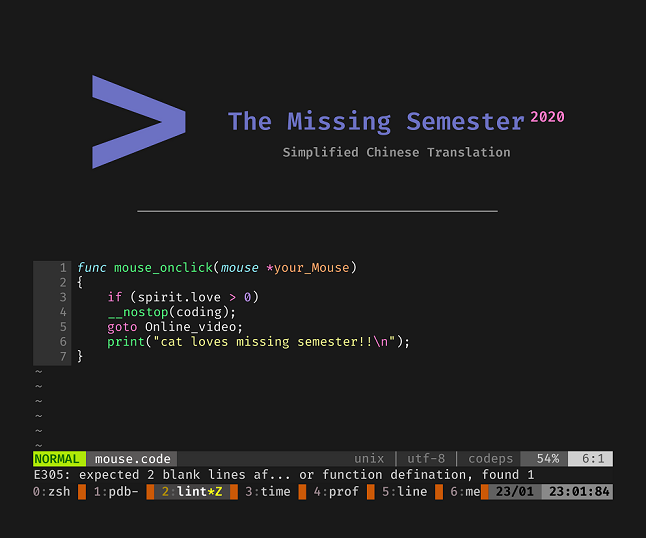 The Missing Semester 2020
Simplified Chinese Translation
1 func mouse_onclick(mouse *your_Mouse)
2 {
3     if (spirit.love > 0)
4     __nostop(coding);
5     goto Online_video;
6     print("cat loves missing semester!!\n");
7 }
~
~
~
~
~
~
NORMAL mouse.code unix | utf-8 | codeps 54% 6:1
E305: expected 2 blank lines af... or function defination, found 1
0:zsh 1:pdb- 2:lint*Z 3:time 4:prof 5:line 6:me 23/01 23:01:84